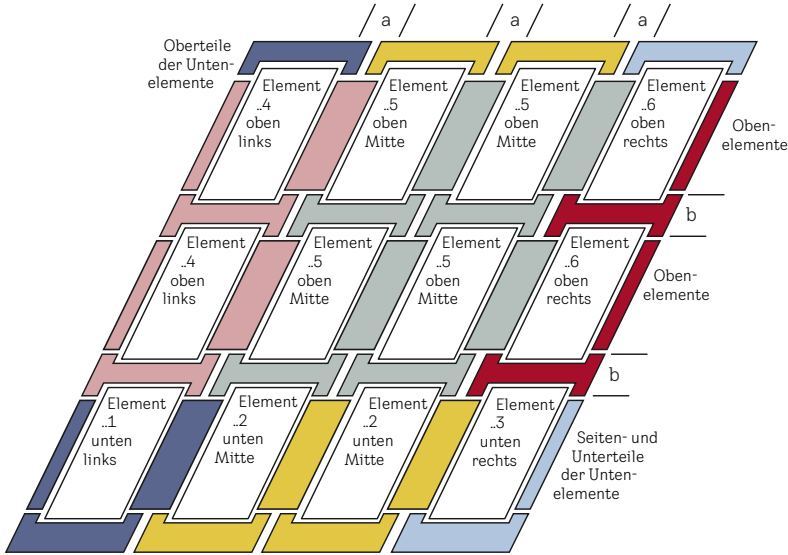 a
a
a
Oberteile
der Unten-
elemente
Element
..4
oben
links
Element
..5
oben
Mitte
Element
..5
oben
Mitte
Element
..6
oben
rechts
Oben-
elemente
b
Element
..4
oben
links
Element
..5
oben
Mitte
Element
..5
oben
Mitte
Element
..6
oben
rechts
Oben-
elemente
b
Element
..1
unten
links
Element
..2
unten
Mitte
Element
..2
unten
Mitte
Element
..3
unten
rechts
Seiten- und
Unterteile
der Unten-
elemente